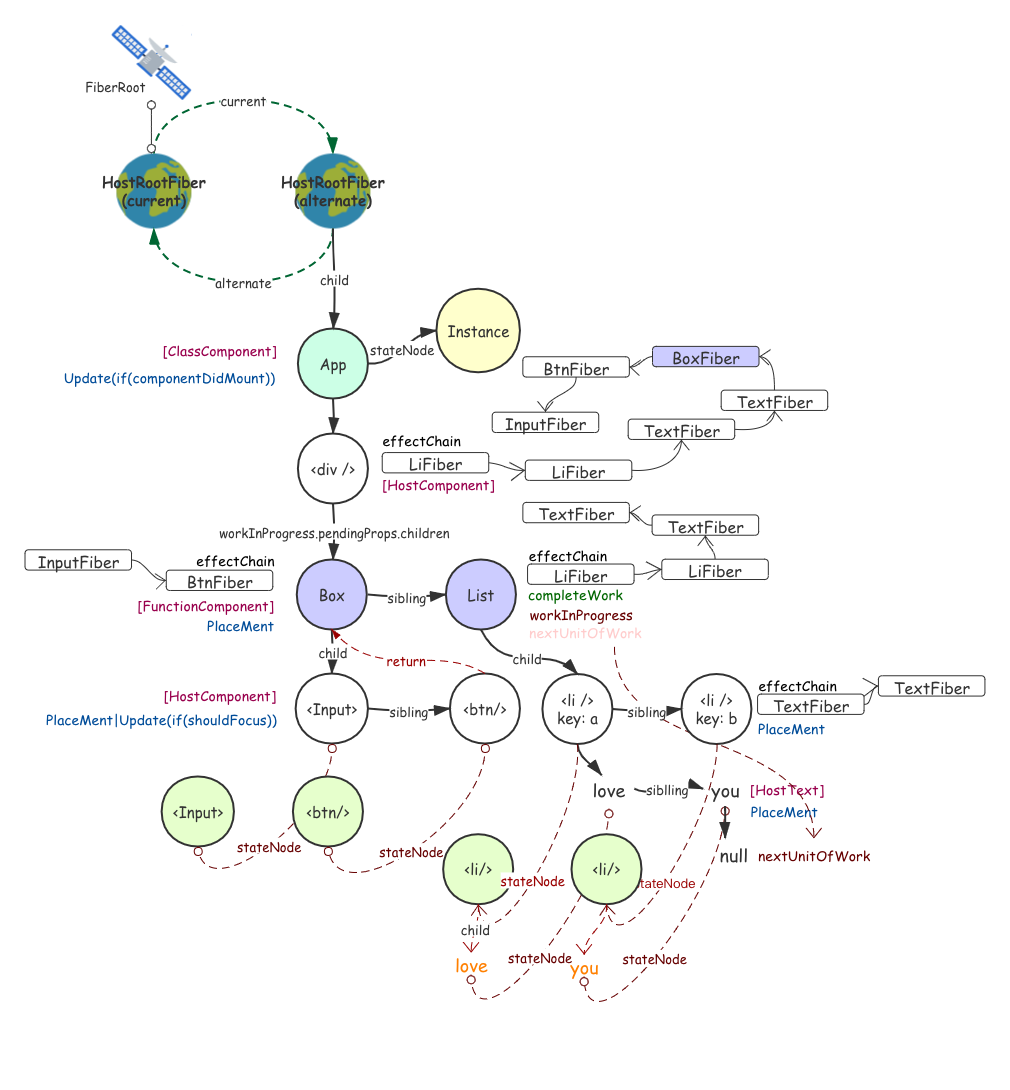 FiberRoot
current
HostRootFiber
(current)
HostRootFiber
(alternate)
alternate
child
Instance
stateNode
[ClassComponent]
App
Update(if(componentDidMount))
BoxFiber
BtnFiber
TextFiber
InputFiber
TextFiber
effectChain
LiFiber
LiFiber
[HostComponent]
<div />
TextFiber
TextFiber
workInProgress.pendingProps.children
effectChain
LiFiber
LiFiber
InputFiber
effectChain
BtnFiber
[FunctionComponent]
PlaceMent
Box
sibling
List
completeWork
workInProgress
nextUnitOfWork
child
return
child
[HostComponent]
PlaceMent|Update(if(shouldFocus))
<Input>
sibling
<btn/>
<li />
key: a
sibling
<li />
key: b
effectChain
TextFiber
TextFiber
PlaceMent
love
siblling
you
[HostText]
PlaceMent
null
nextUnitOfWork
<Input>
stateNode
<btn/>
stateNode
<li/>
stateNode
<li/>
tateNode
child
love
stateNode
you
stateNode